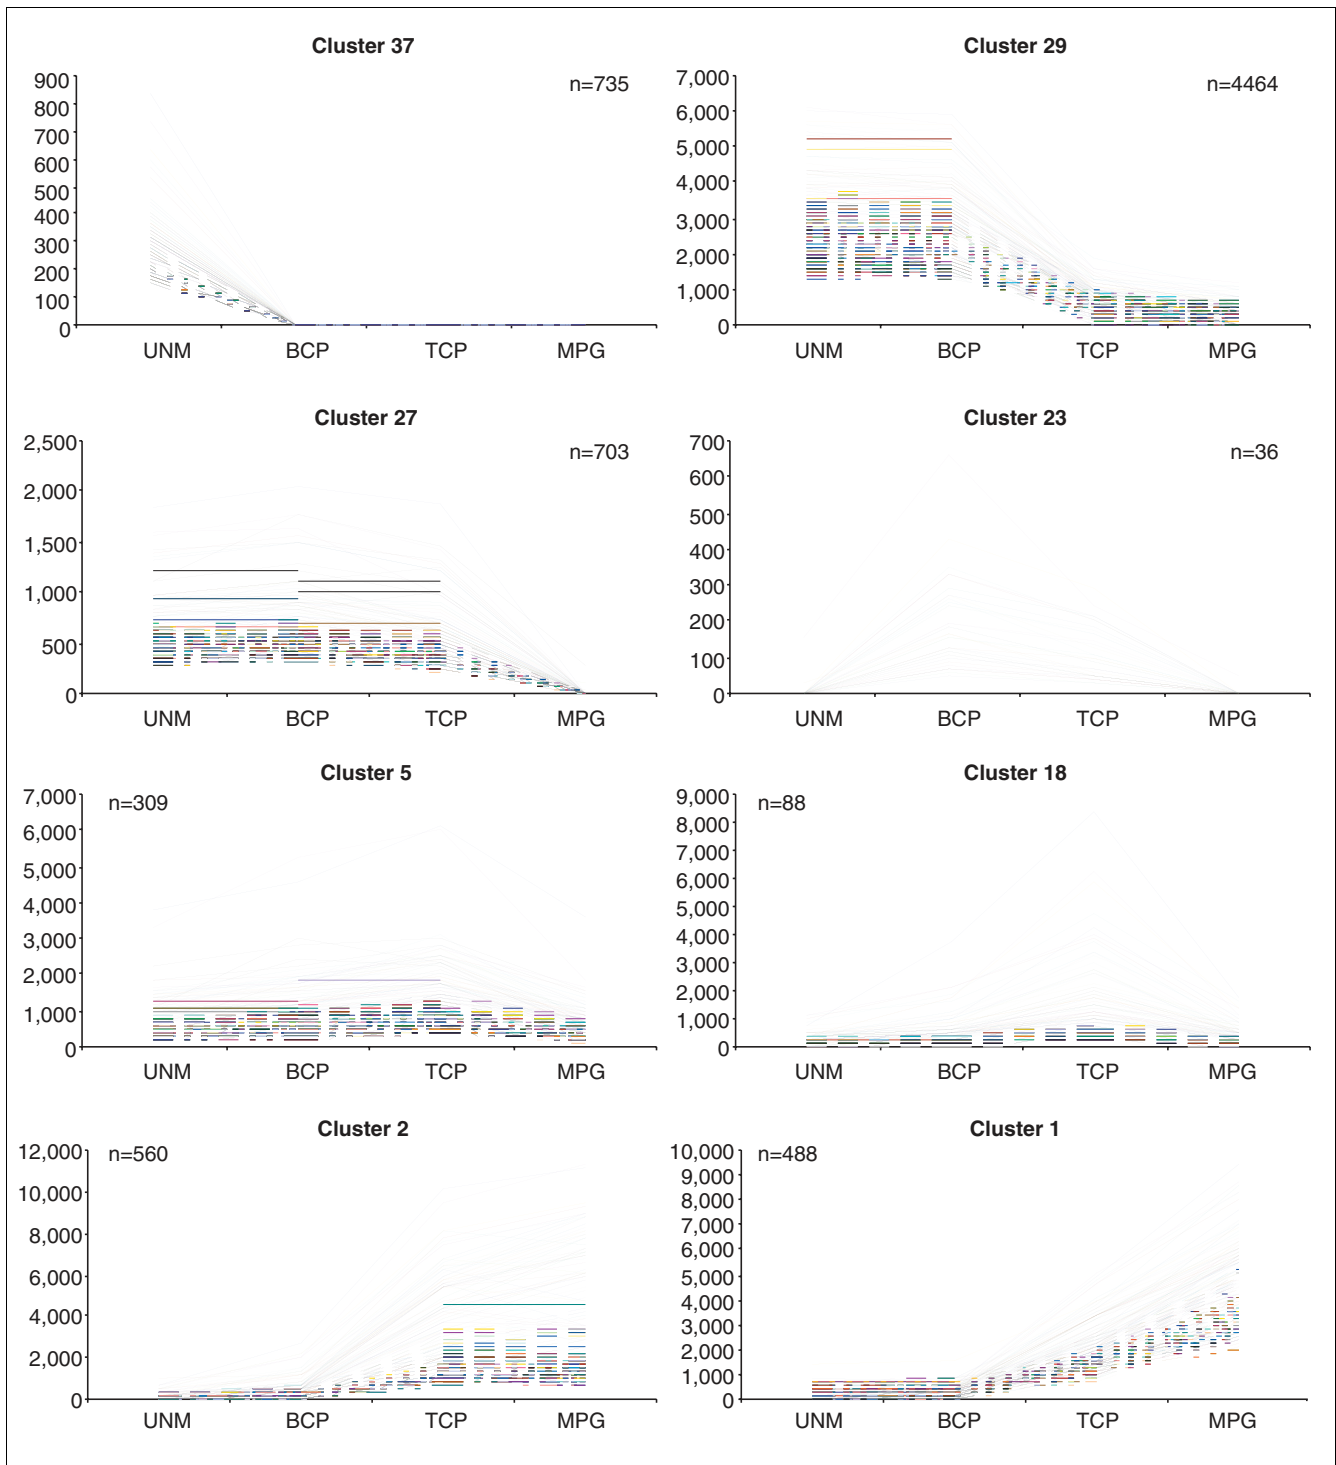 Cluster 37
n=735
900
800
700
600
500
400
300
200
100
0
UNM BCP TCP MPG
Cluster 29
n=4464
7,000
6,000
5,000
4,000
3,000
2,000
1,000
0
UNM BCP TCP MPG
Cluster 27
n=703
2,500
2,000
1,500
1,000
500
0
UNM BCP TCP MPG
Cluster 23
n=36
700
600
500
400
300
200
100
0
UNM BCP TCP MPG
Cluster 5
n=309
7,000
6,000
5,000
4,000
3,000
2,000
1,000
0
UNM BCP TCP MPG
Cluster 18
n=88
9,000
8,000
7,000
6,000
5,000
4,000
3,000
2,000
1,000
0
UNM BCP TCP MPG
Cluster 2
n=560
12,000
10,000
8,000
6,000
4,000
2,000
0
UNM BCP TCP MPG
Cluster 1
n=488
10,000
9,000
8,000
7,000
6,000
5,000
4,000
3,000
2,000
1,000
0
UNM BCP TCP MPG